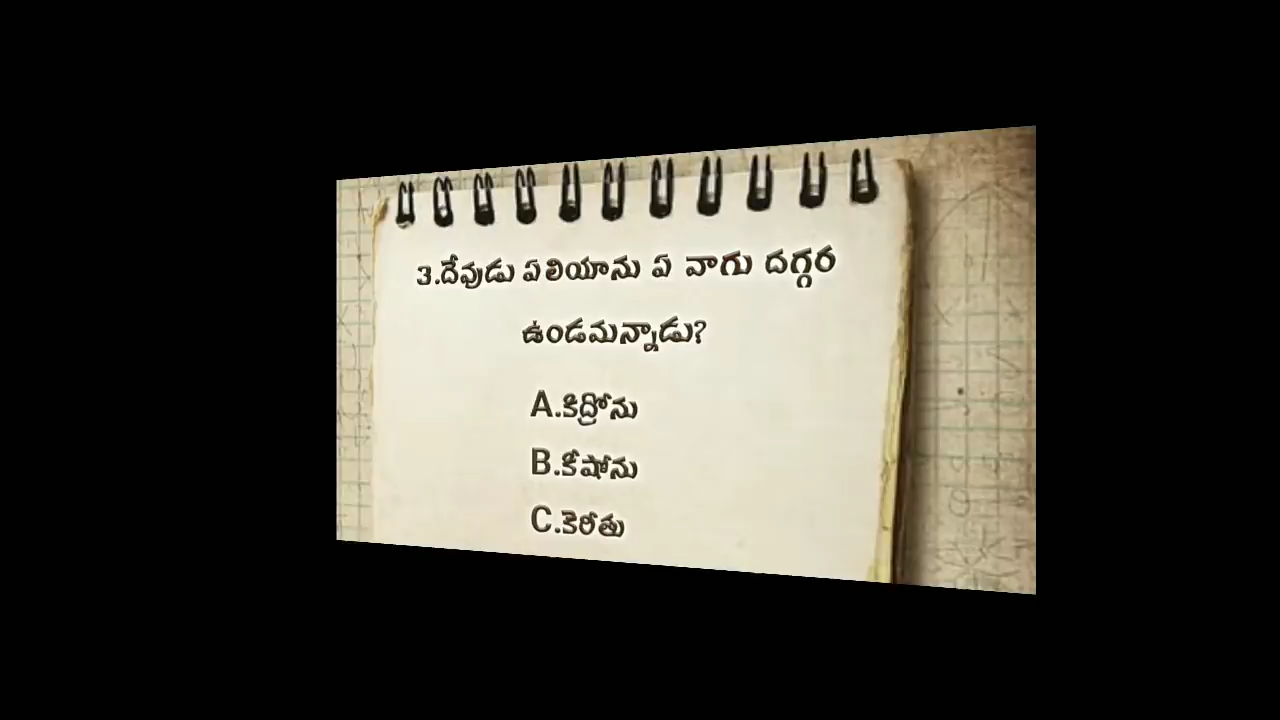 3.దేవుడు ఏలియాను ఏ వాగు దగ్గర
ఉండమన్నాడు?
A.కిద్రోను
B.కీషోను
C.కెరీతు